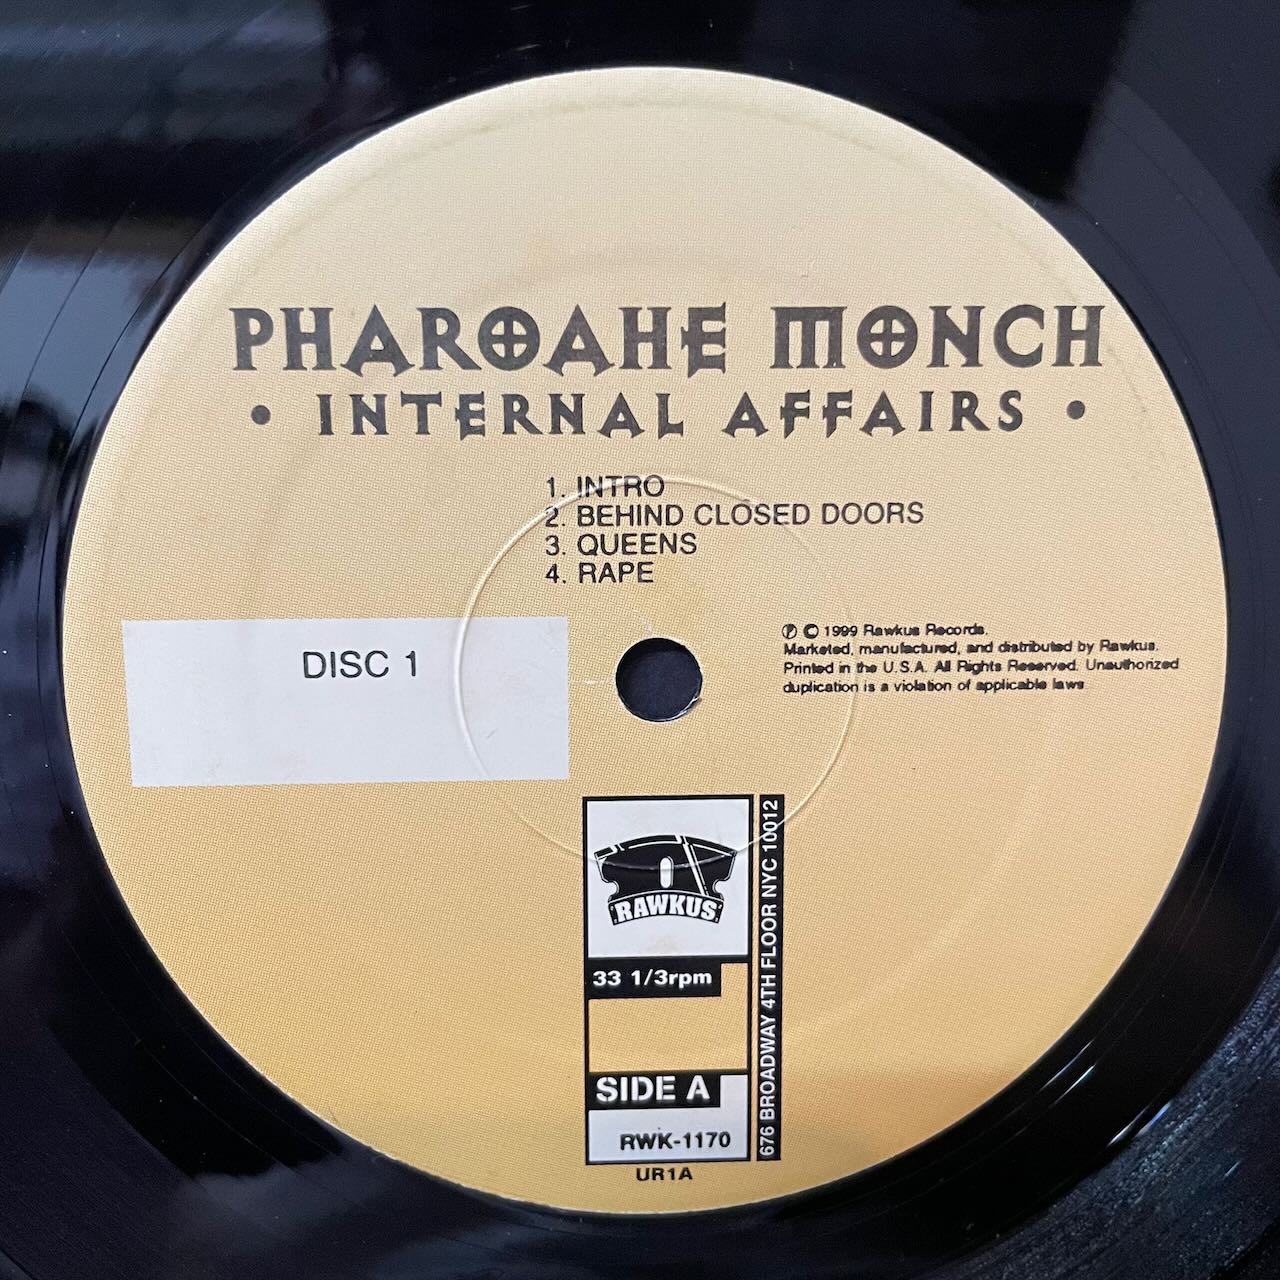 PHAROAHE MONCH
• INTERNAL AFFAIRS •
1. INTRO
2. BEHIND CLOSED DOORS
3. QUEENS
4. RAPE
DISC 1
℗ © 1999 Rawkus Records.
Marketed, manufactured, and distributed by Rawkus.
Printed in the U.S.A. All Rights Reserved. Unauthorized
duplication is a violation of applicable laws
RAWKUS
33 1/3rpm
SIDE A
RWK-1170
UR1A
676 BROADWAY 4TH FLOOR NYC 10012